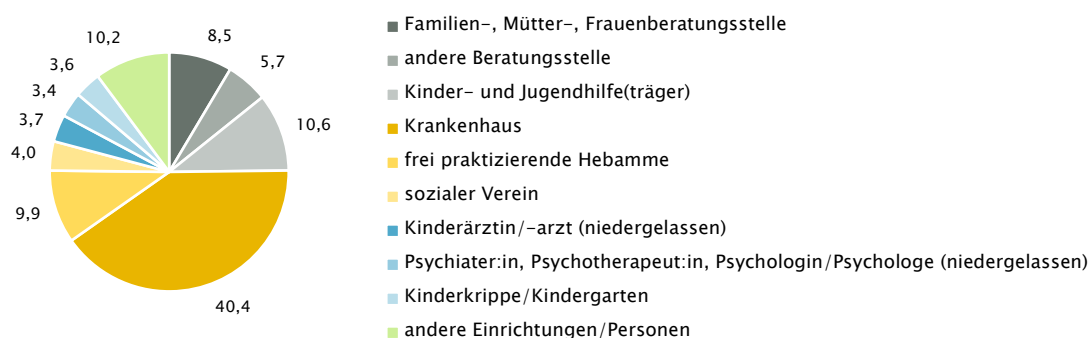 10,2
8,5
3,6
5,7
3,4
3,7
10,6
4,0
9,9
40,4
Familien-, Mütter-, Frauenberatungsstelle
andere Beratungsstelle
Kinder- und Jugendhilfe(träger)
Krankenhaus
frei praktizierende Hebamme
sozialer Verein
Kinderärztin/-arzt (niedergelassen)
Psychiater:in, Psychotherapeut:in, Psychologin/Psychologe (niedergelassen)
Kinderkrippe/Kindergarten
andere Einrichtungen/Personen